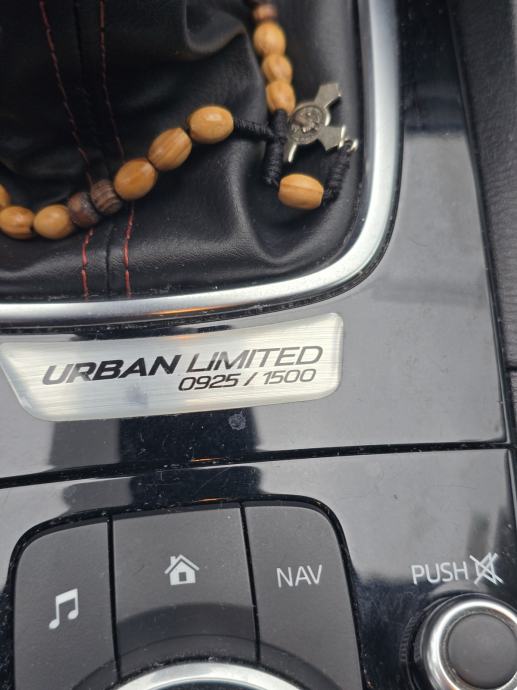 URBAN LIMITED
0925 / 1500
NAV
PUSH